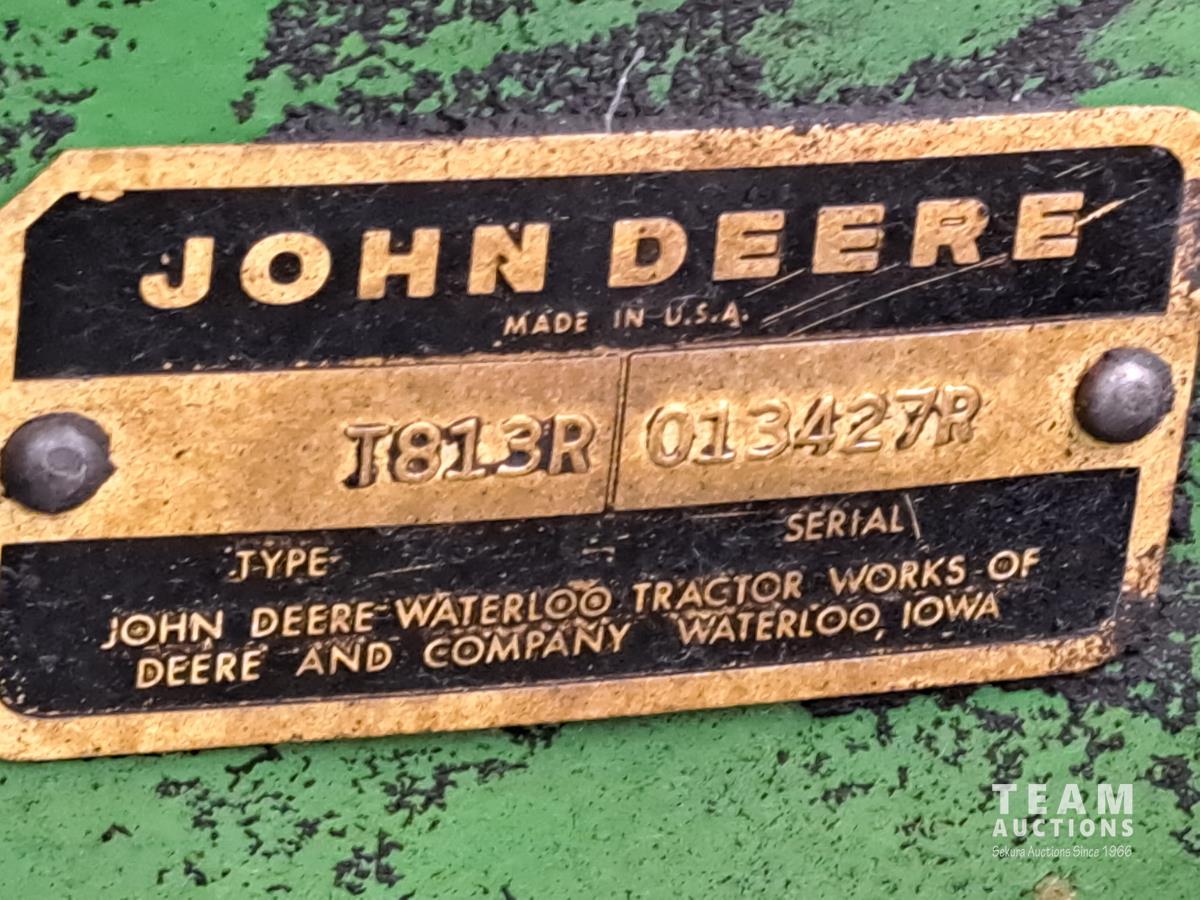 JOHN DEERE
MADE IN U.S.A.
T813R 013427R
TYPE SERIAL
JOHN DEERE WATERLOO TRACTOR WORKS OF
DEERE AND COMPANY WATERLOO, IOWA
TEAM
AUCTIONS
Sekura Auctions Since 1966